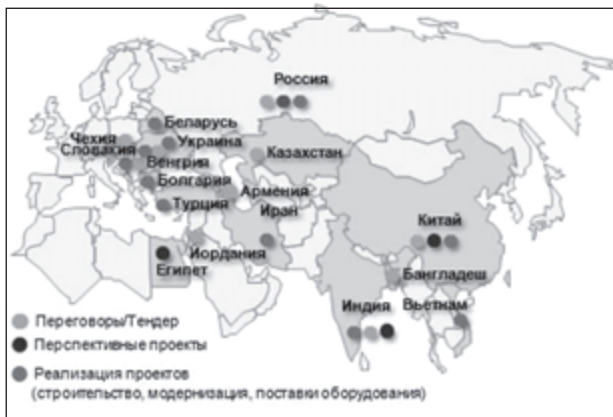 Россия
Беларусь
Чехия
Украина
Словакия
Казахстан
Венгрия
Болгария
Армения
Турция
Иран
Китай
Иордания
Египет
Бангладеш
Индия
Вьетнам
Переговоры/Тендер
Перспективные проекты
Реализация проектов
(строительство, модернизация, поставки оборудования)